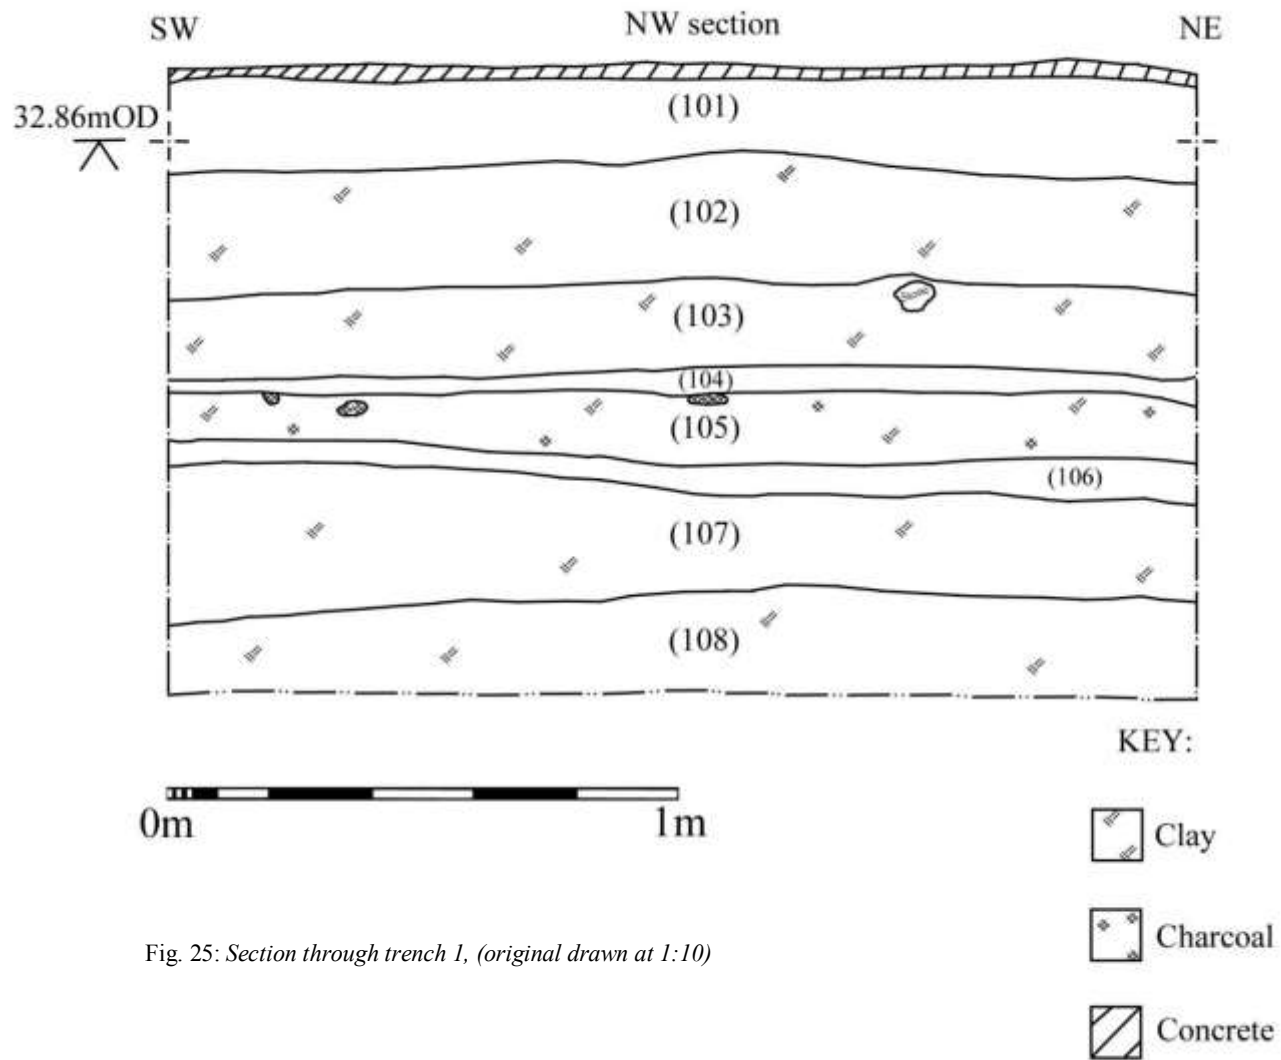 SW NW section NE
32.86mOD
(101)
(102)
Stone
(103)
(104)
(105)
(106)
(107)
(108)
KEY:
0m 1m
Clay
Charcoal
Concrete
Fig. 25: Section through trench 1, (original drawn at 1:10)